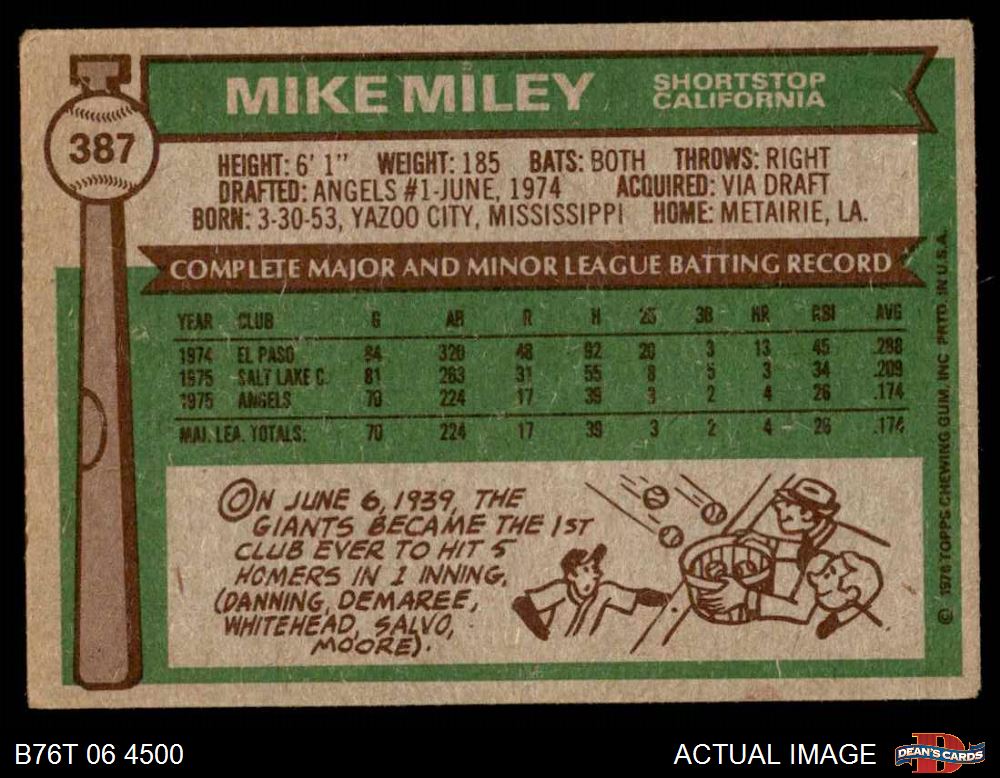 387
MIKE MILEY
SHORTSTOP
CALIFORNIA
HEIGHT: 6' 1" WEIGHT: 185 BATS: BOTH THROWS: RIGHT
DRAFTED: ANGELS #1-JUNE, 1974 ACQUIRED: VIA DRAFT
BORN: 3-30-53, YAZOO CITY, MISSISSIPPI HOME: METAIRIE, LA.
COMPLETE MAJOR AND MINOR LEAGUE BATTING RECORD
YEAR CLUB G AB R H 2B 3B HR RBI AVG
1974 EL PASO 84 320 48 92 20 3 13 45 .288
1975 SALT LAKE C. 81 263 31 55 8 5 3 34 .209
1975 ANGELS 70 224 17 39 3 2 4 26 .174
MAJ. LEA. TOTALS: 70 224 17 39 3 2 4 26 .174
ON JUNE 6, 1939, THE
GIANTS BECAME THE 1ST
CLUB EVER TO HIT 5
HOMERS IN 1 INNING.
(DANNING, DEMAREE,
WHITEHEAD, SALVO,
MOORE).
© 1976 TOPPS CHEWING GUM, INC PRTD. IN U.S.A.
B76T 06 4500
ACTUAL IMAGE
DEAN'S CARDS